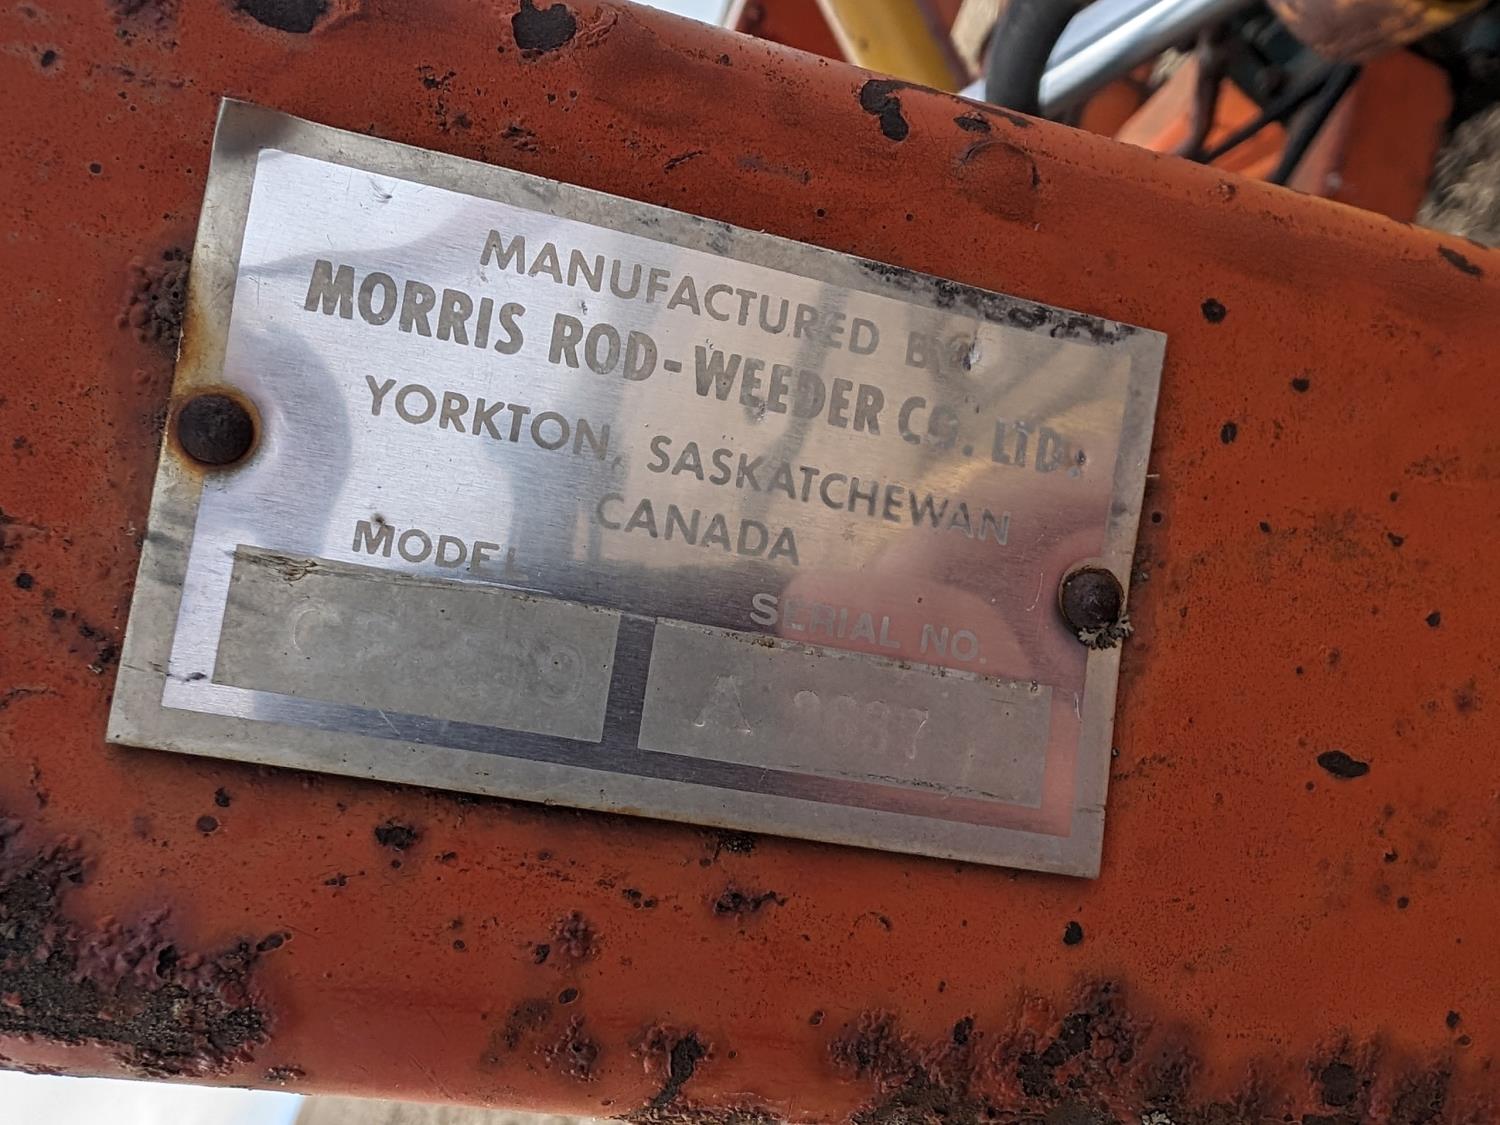 MANUFACTURED BY
MORRIS ROD-WEEDER CO. LTD.
YORKTON, SASKATCHEWAN
CANADA
MODEL
SERIAL NO.